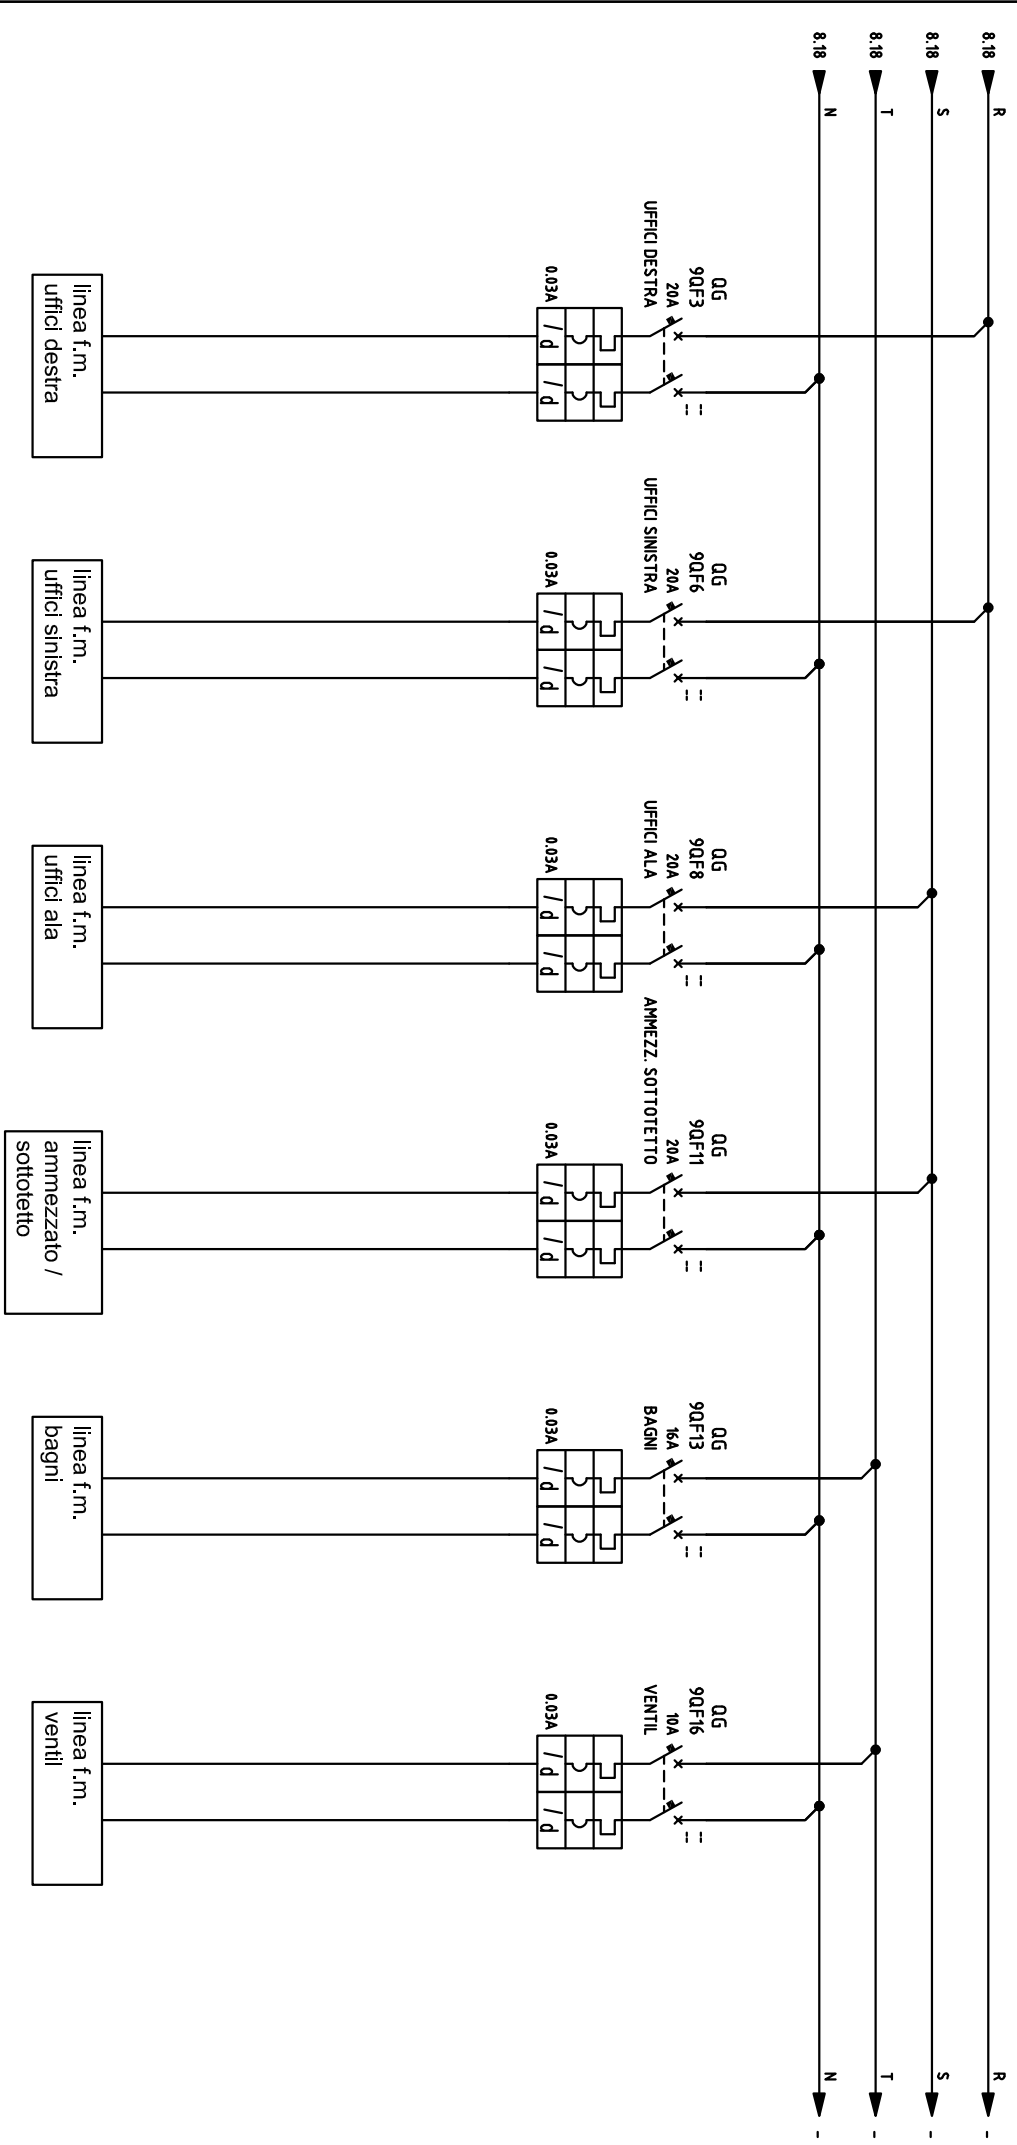 8.18 R
8.18 S
8.18 T
8.18 N
QG
9QF3
20A
UFFICI DESTRA
--
--
0.03A
I d
I d
linea f.m.
uffici destra
QG
9QF6
20A
UFFICI SINISTRA
--
--
0.03A
I d
I d
linea f.m.
uffici sinistra
QG
9QF8
20A
UFFICI ALA
--
--
0.03A
I d
I d
linea f.m.
uffici ala
QG
9QF11
20A
AMMEZZ. SOTTOTETTO
--
--
0.03A
I d
I d
linea f.m.
ammezzato /
sottotetto
QG
9QF13
16A
BAGNI
--
--
0.03A
I d
I d
linea f.m.
bagni
QG
9QF16
10A
VENTIL
--
--
0.03A
I d
I d
linea f.m.
ventil
R -
S -
T -
N -